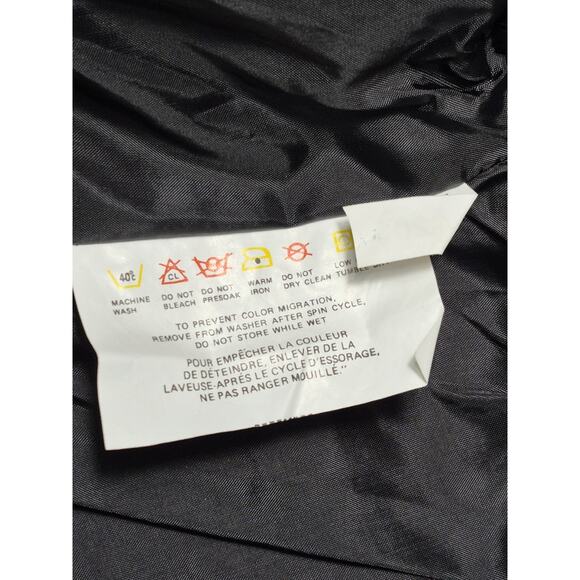 40°C CL
MACHINE WASH DO NOT BLEACH DO NOT PRESOAK WARM IRON DO NOT DRY CLEAN LOW TUMBLE
TO PREVENT COLOR MIGRATION,
REMOVE FROM WASHER AFTER SPIN CYCLE,
DO NOT STORE WHILE WET
POUR EMPÊCHER LA COULEUR
DE DÉTEINDRE, ENLEVER DE LA
LAVEUSE-APRÈS LE CYCLE D'ESSORAGE,
NE PAS RANGER MOUILLÉ."